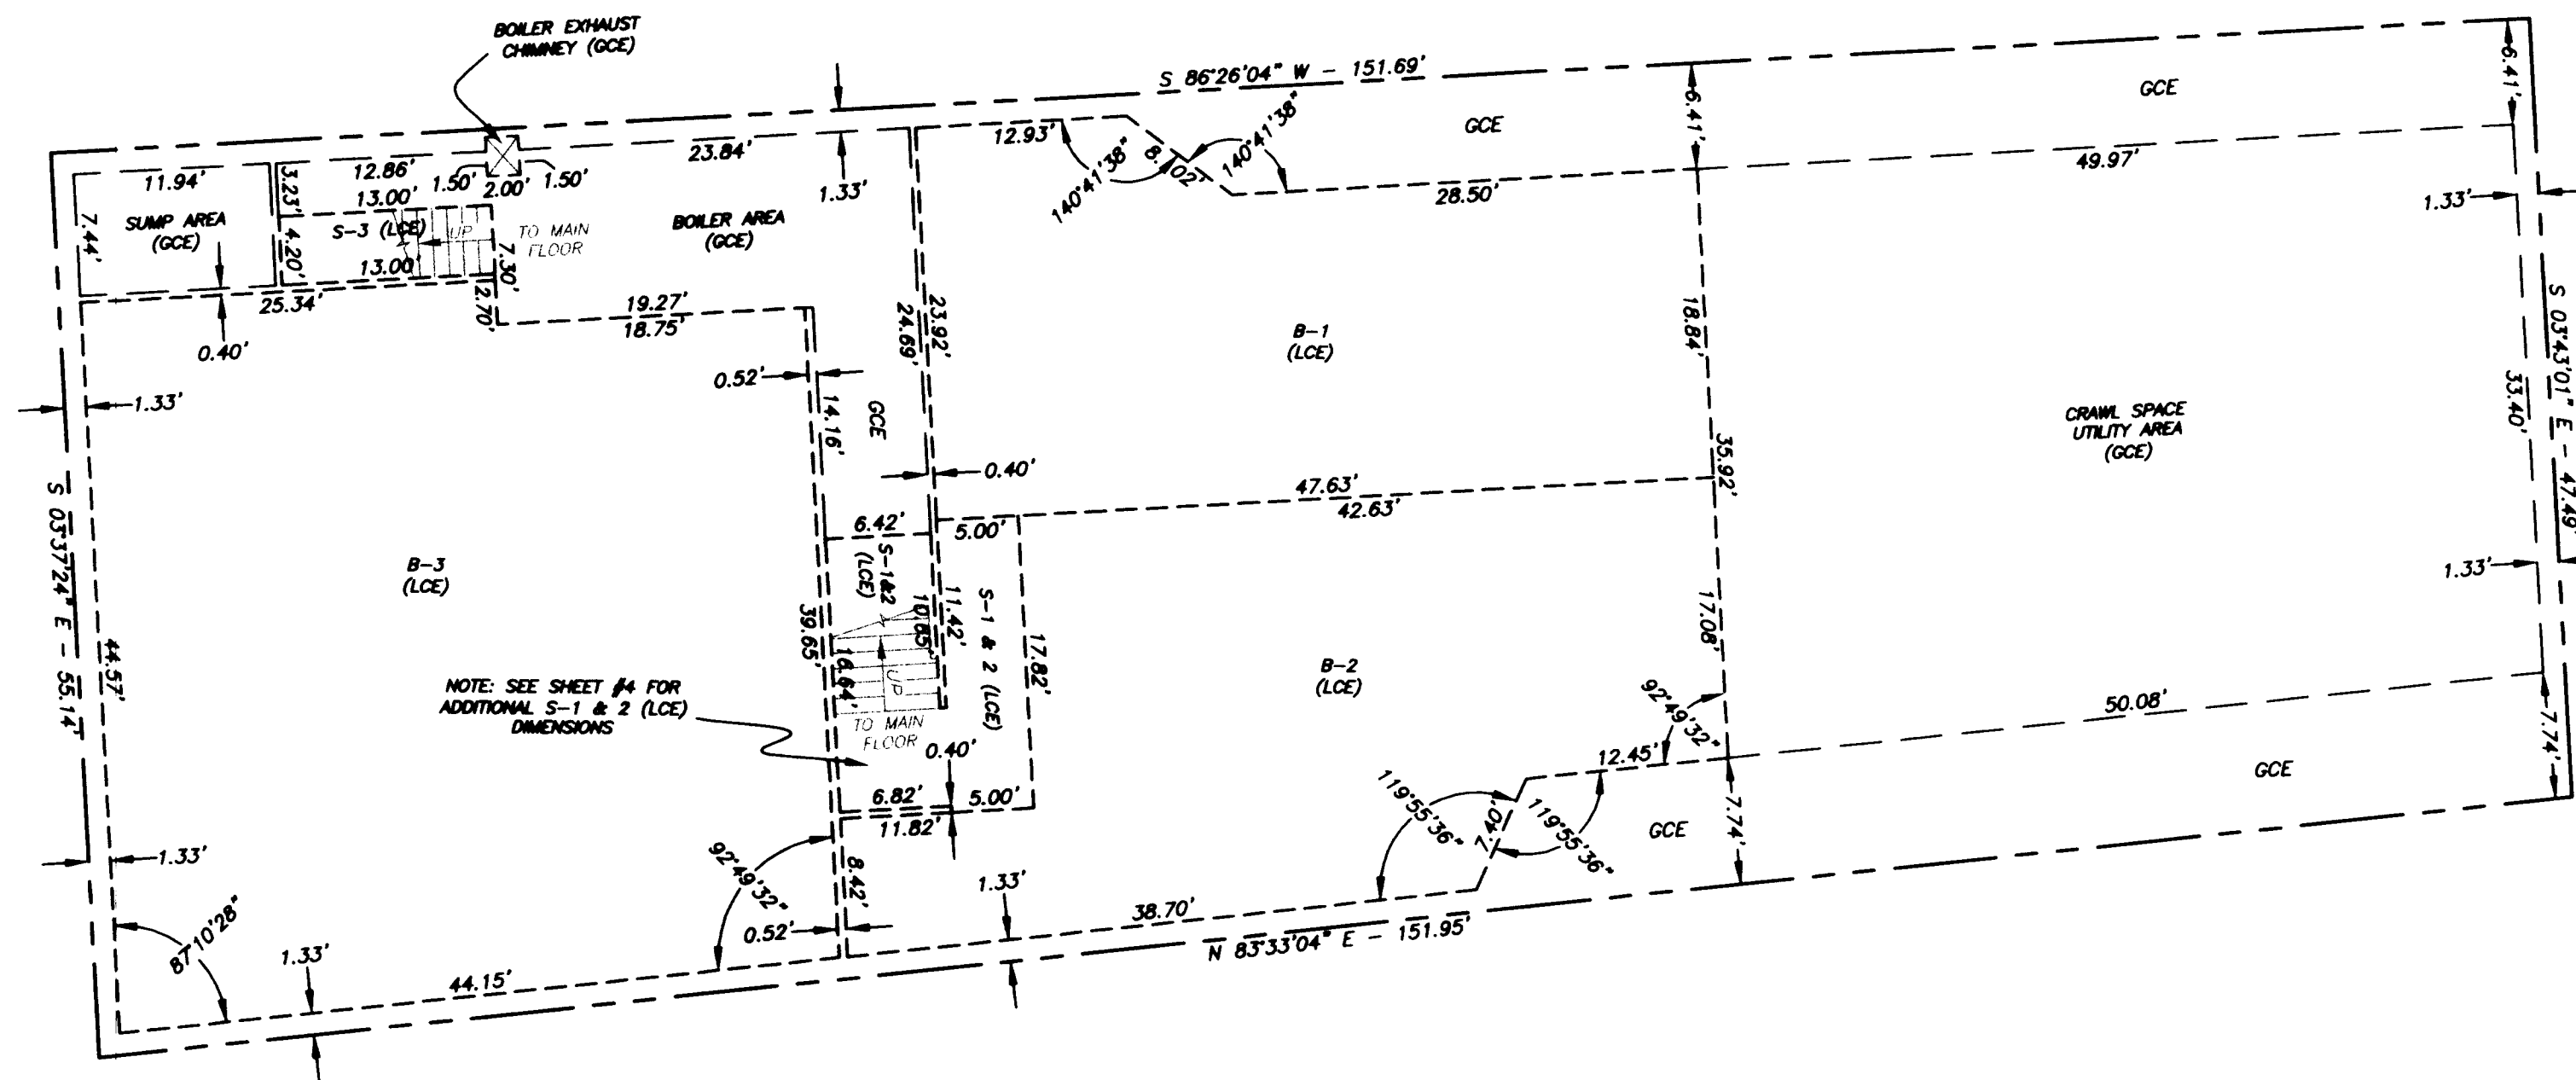 BOILER EXHAUST
CHIMNEY (GCE)
S 86°26'04" W - 151.69'
6.41'
GCE
6.41'
GCE
12.93'
140°41'38"
8.02'
140°41'38"
28.50'
49.97'
1.33'
11.94'
12.86'
1.50'
2.00'
1.50'
23.84'
1.33'
3.23'
13.00'
7.44'
SUMP AREA
(GCE)
S-3 (LCE)
UP
TO MAIN
FLOOR
BOILER AREA
(GCE)
4.20'
13.00'
7.30'
25.34'
2.70'
0.40'
19.27'
18.75'
24.69'
23.92'
B-1
(LCE)
18.84'
S 03°43'01" E - 47.49'
33.40'
0.52'
1.33'
14.16'
GCE
CRAWL SPACE
UTILITY AREA
(GCE)
35.92'
0.40'
47.63'
42.63'
S 03°37'24" E - 55.14'
6.42'
5.00'
B-3
(LCE)
S-1&2
(LCE)
10.65'
11.42'
S-1 & 2 (LCE)
1.33'
39.65'
17.08'
44.57'
16.64'
UP
17.82'
B-2
(LCE)
NOTE: SEE SHEET #4 FOR
ADDITIONAL S-1 & 2 (LCE)
DIMENSIONS
TO MAIN
FLOOR
0.40'
92°49'32"
50.08'
7.74'
12.45'
GCE
6.82'
5.00'
11.82'
119°55'36"
7.40'
119°55'36"
GCE
7.74'
1.33'
92°49'32"
8.42'
1.33'
87°10'28"
0.52'
38.70'
N 83°33'04" E - 151.95'
1.33'
44.15'